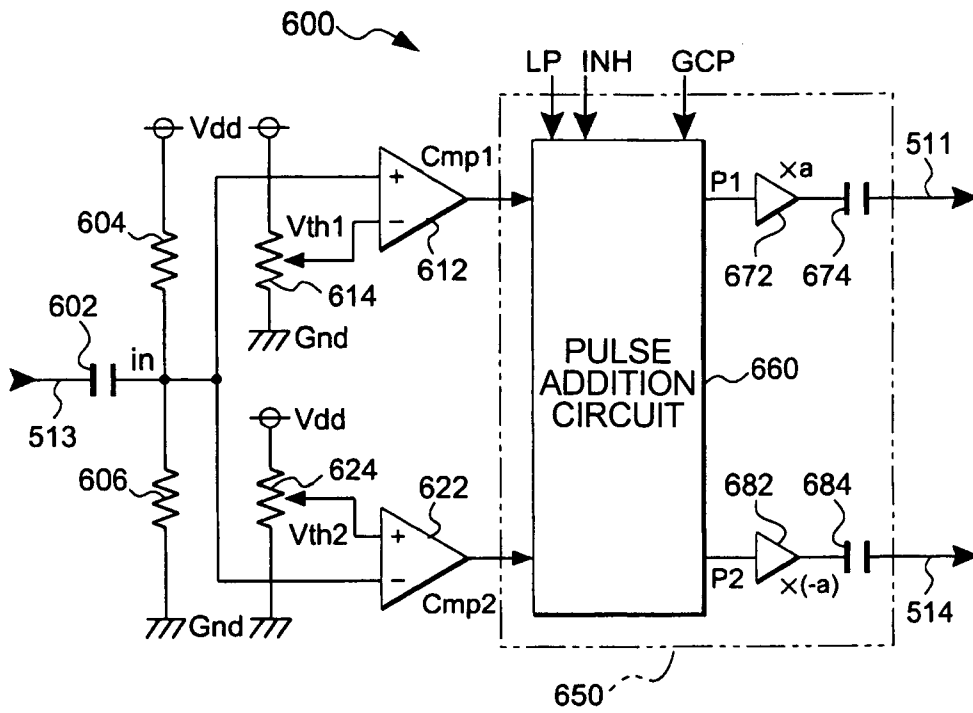 600
LP INH GCP
Vdd
Cmp1
P1
×a
511
604
Vth1
612
672
674
614
Gnd
602
in
513
PULSE
ADDITION
CIRCUIT
660
Vdd
606
624
622
682
684
Vth2
P2
×(-a)
Cmp2
514
Gnd
650